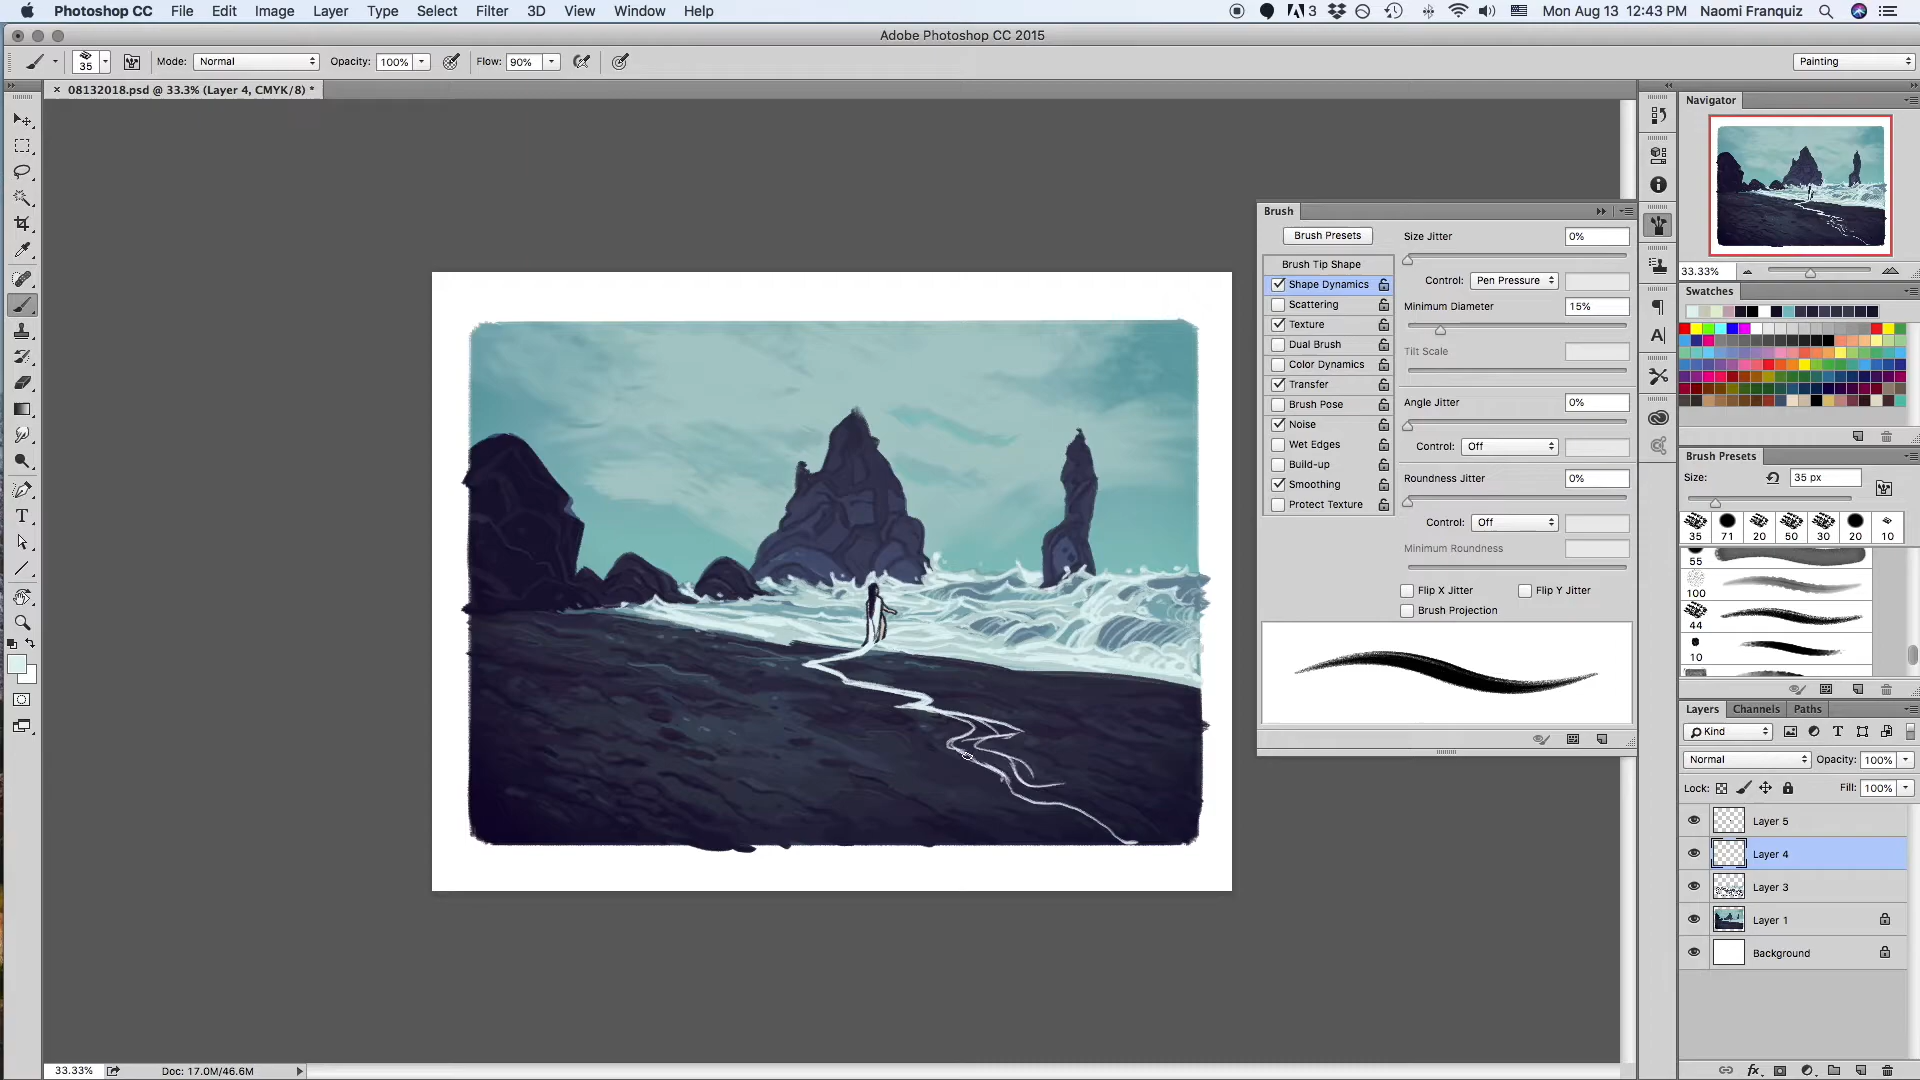 Photoshop CC File Edit Image Layer Type Select Filter 3D View Window Help 3 Mon Aug 13 12:43 PM Naomi Franquiz
Adobe Photoshop CC 2015
35 Mode: Normal Opacity: 100% Flow: 90% Painting
× 08132018.psd @ 33.3% (Layer 4, CMYK/8) *
Navigator
33.33%
Swatches
Brush
Brush Presets
Brush Tip Shape
Shape Dynamics
Scattering
Texture
Dual Brush
Color Dynamics
Transfer
Brush Pose
Noise
Wet Edges
Build-up
Smoothing
Protect Texture
Size Jitter 0%
Control: Pen Pressure
Minimum Diameter 15%
Tilt Scale
Angle Jitter 0%
Control: Off
Roundness Jitter 0%
Control: Off
Minimum Roundness
Flip X Jitter Flip Y Jitter
Brush Projection
Brush Presets
Size: 35 px
35 71 20 50 30 20 10
55
100
44
10
Layers Channels Paths
Kind
Normal Opacity: 100%
Lock: Fill: 100%
Layer 5
Layer 4
Layer 3
Layer 1
Background
33.33% Doc: 17.0M/46.6M